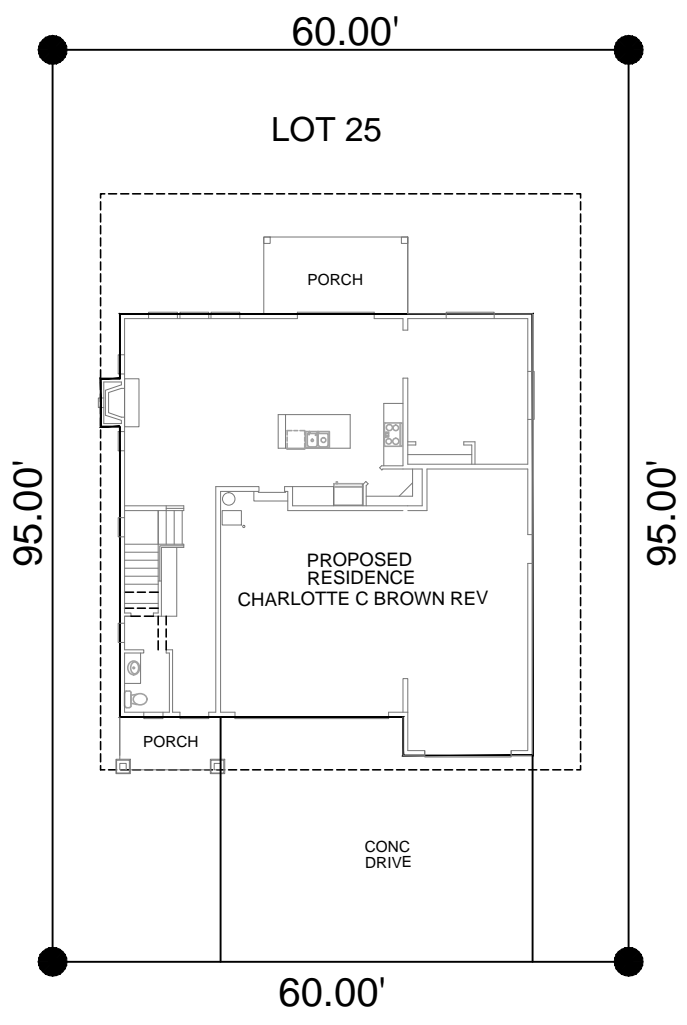 60.00'
LOT 25
PORCH
95.00'
95.00'
PROPOSED
RESIDENCE
CHARLOTTE C BROWN REV
PORCH
CONC
DRIVE
60.00'